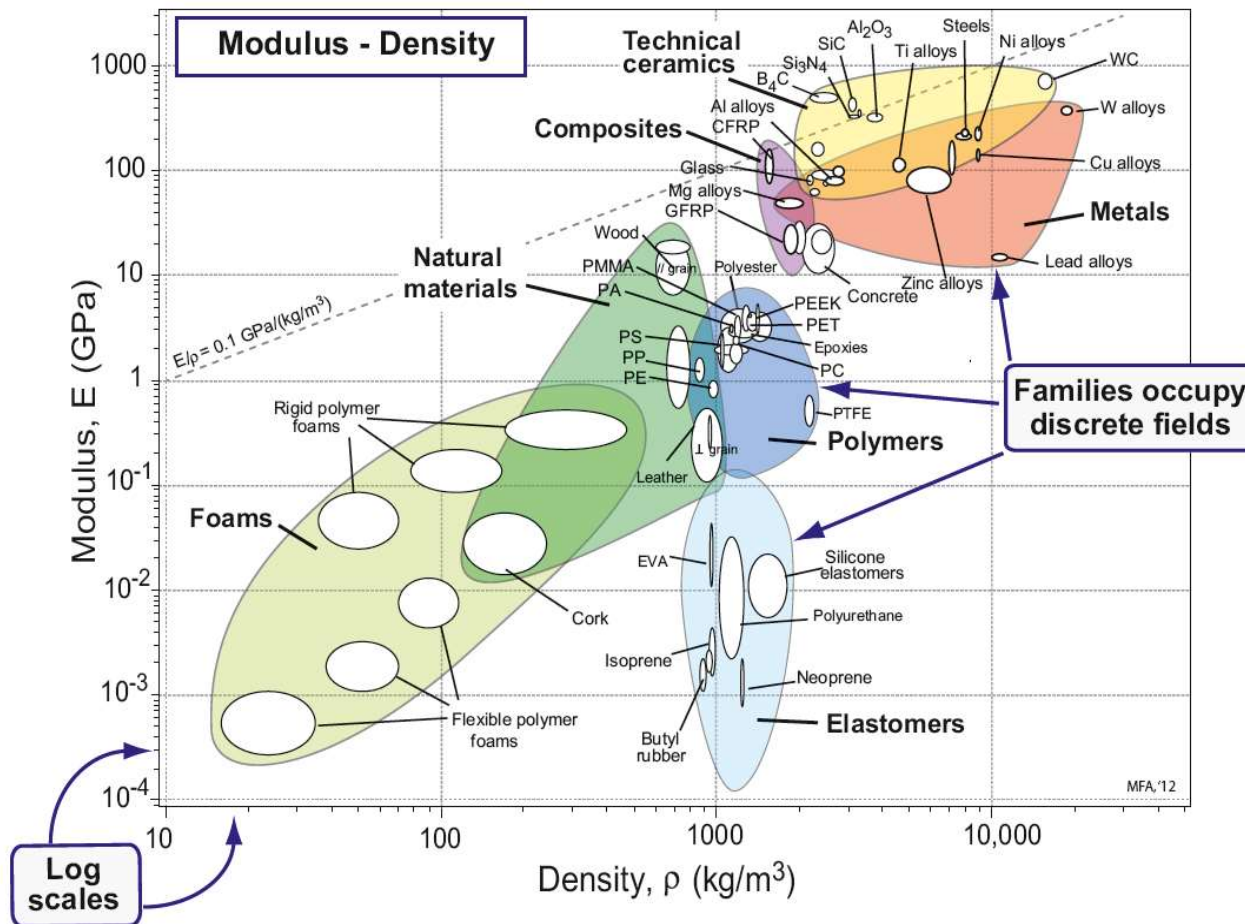 Modulus - Density
Technical
ceramics
Composites
Natural
materials
Foams
Metals
Polymers
Elastomers
Al₂O₃
SiC
Si₃N₄
B₄C
Steels
Ti alloys
Ni alloys
WC
W alloys
Al alloys
CFRP
Glass
Mg alloys
GFRP
Cu alloys
Lead alloys
Zinc alloys
Concrete
Wood
// grain
PMMA
Polyester
PA
PEEK
PET
PS
Epoxies
PP
PC
PE
PTFE
⊥ grain
Leather
E/ρ = 0.1 GPa/(kg/m³)
Rigid polymer
foams
Cork
Flexible polymer
foams
EVA
Silicone
elastomers
Polyurethane
Isoprene
Neoprene
Butyl
rubber
Families occupy
discrete fields
Log
scales
MFA, '12
Modulus, E (GPa)
1000
100
10
1
10⁻¹
10⁻²
10⁻³
10⁻⁴
10
100
1000
10,000
Density, ρ (kg/m³)